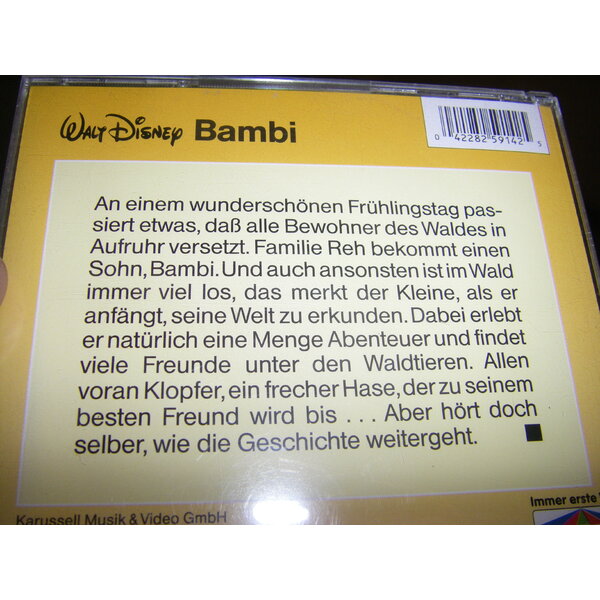 WALT DISNEY Bambi
0 42282 59142 5
An einem wunderschönen Frühlingstag pas-
siert etwas, daß alle Bewohner des Waldes in
Aufruhr versetzt. Familie Reh bekommt einen
Sohn, Bambi. Und auch ansonsten ist im Wald
immer viel los, das merkt der Kleine, als er
anfängt, seine Welt zu erkunden. Dabei erlebt
er natürlich eine Menge Abenteuer und findet
viele Freunde unter den Waldtieren. Allen
voran Klopfer, ein frecher Hase, der zu seinem
besten Freund wird bis ... Aber hört doch
selber, wie die Geschichte weitergeht.
Karussell Musik & Video GmbH
Immer erste